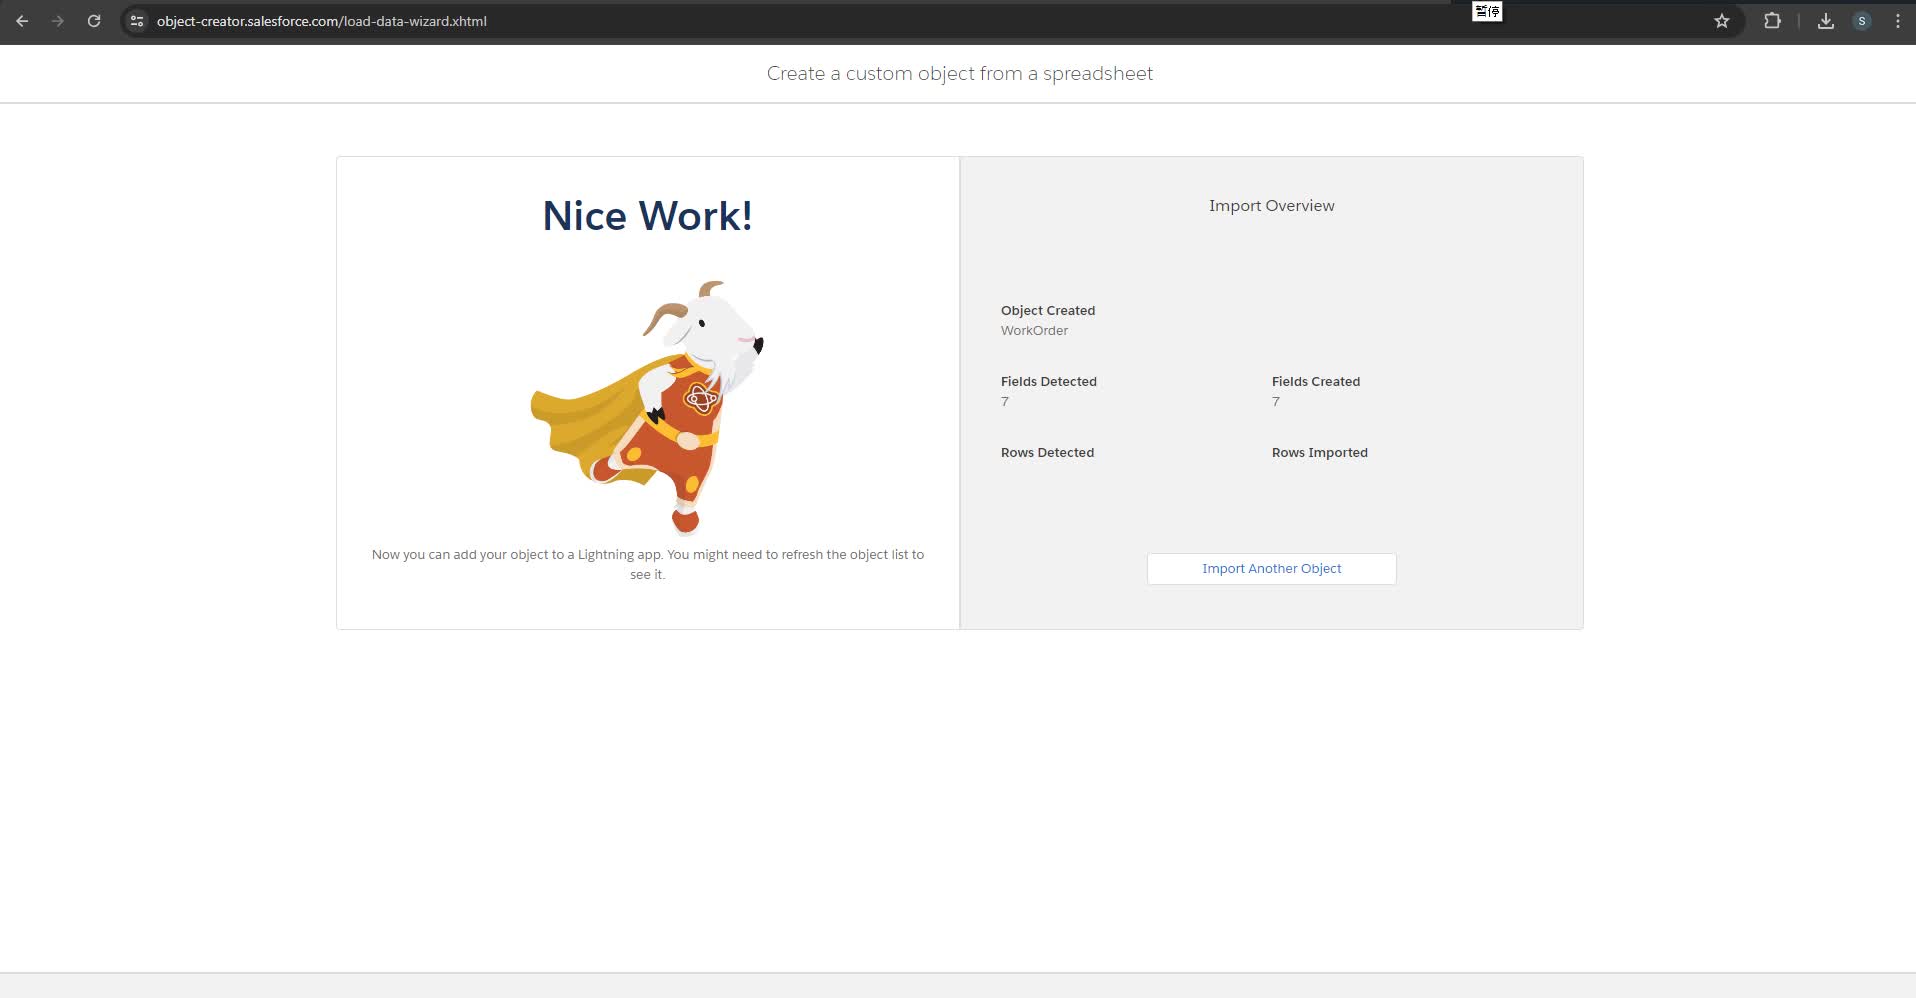 object-creator.salesforce.com/load-data-wizard.xhtml
暂停
S
Create a custom object from a spreadsheet
Nice Work!
Now you can add your object to a Lightning app. You might need to refresh the object list to
see it.
Import Overview
Object Created
WorkOrder
Fields Detected
7
Fields Created
7
Rows Detected
Rows Imported
Import Another Object